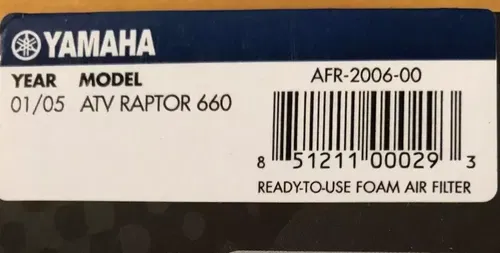 YAMAHA
YEAR MODEL
01/05 ATV RAPTOR 660
AFR-2006-00
8 51211 00029 3
READY-TO-USE FOAM AIR FILTER